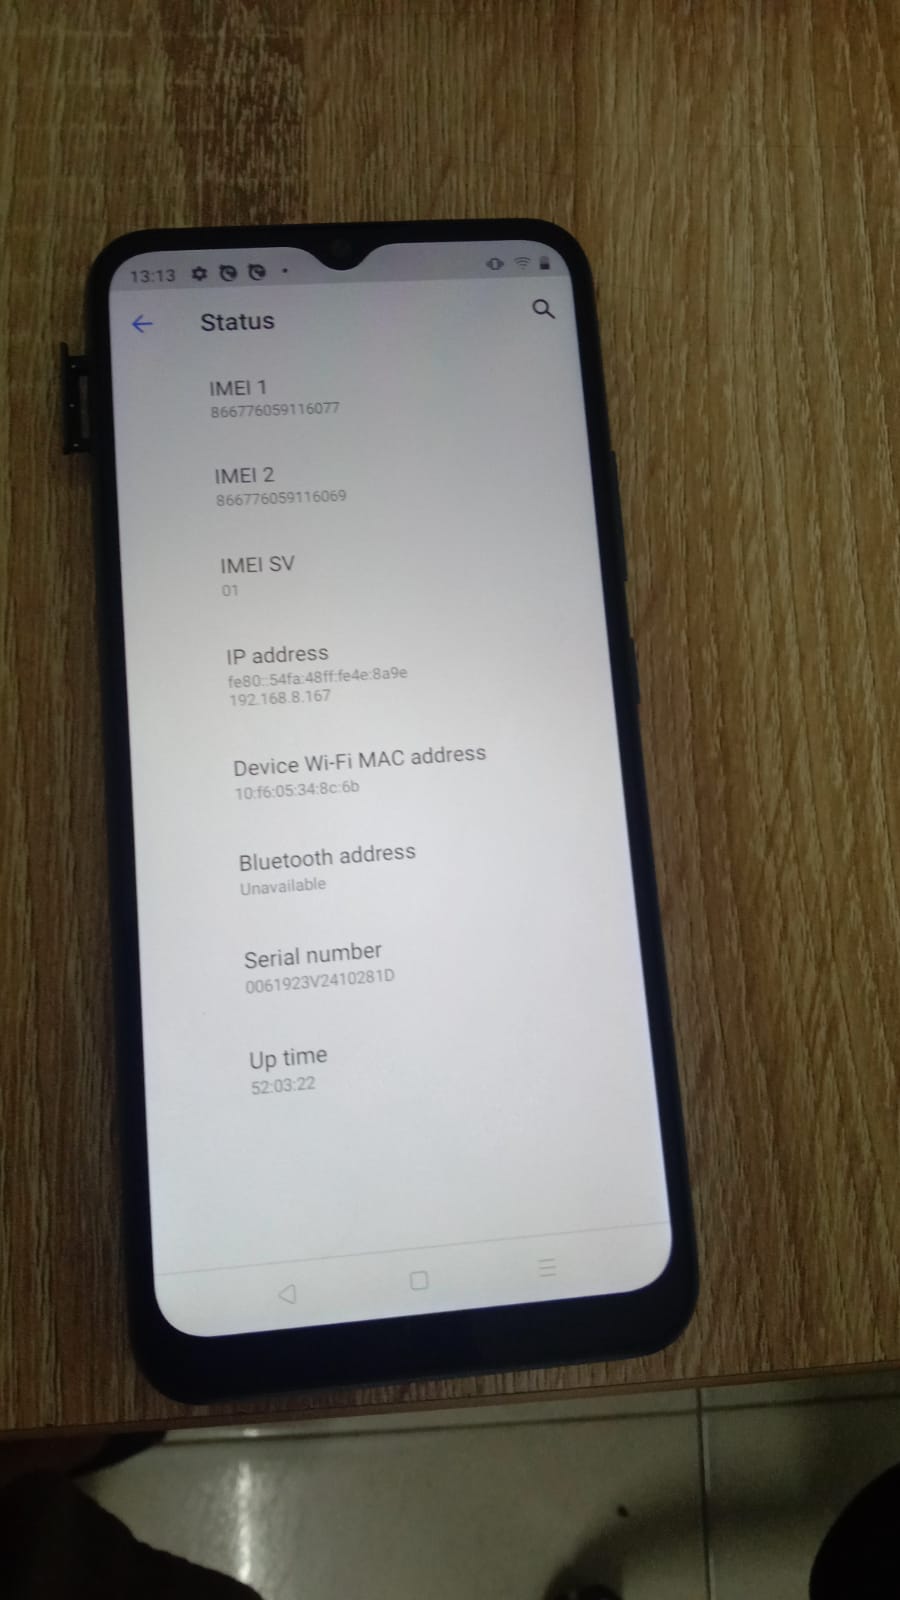 13:13
Status
IMEI 1
866776059116077
IMEI 2
866776059116069
IMEI SV
01
IP address
fe80::54fa:48ff:fe4e:8a9e
192.168.8.167
Device Wi-Fi MAC address
10:f6:05:34:8c:6b
Bluetooth address
Unavailable
Serial number
0061923V2410281D
Up time
52:03:22